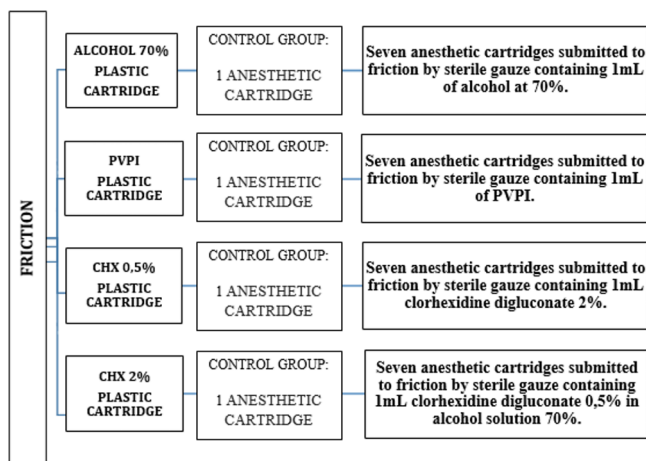 FRICTION
ALCOHOL 70%
PLASTIC
CARTRIDGE
CONTROL GROUP:
1 ANESTHETIC
CARTRIDGE
Seven anesthetic cartridges submitted to
friction by sterile gauze containing 1mL
of alcohol at 70%.
PVPI
PLASTIC
CARTRIDGE
CONTROL GROUP:
1 ANESTHETIC
CARTRIDGE
Seven anesthetic cartridges submitted to
friction by sterile gauze containing 1mL
of PVPI.
CHX 0,5%
PLASTIC
CARTRIDGE
CONTROL GROUP:
1 ANESTHETIC
CARTRIDGE
Seven anesthetic cartridges submitted to
friction by sterile gauze containing 1mL
clorhexidine digluconate 2%.
CHX 2%
PLASTIC
CARTRIDGE
CONTROL GROUP:
1 ANESTHETIC
CARTRIDGE
Seven anesthetic cartridges submitted
to friction by sterile gauze containing
1mL clorhexidine digluconate 0,5% in
alcohol solution 70%.